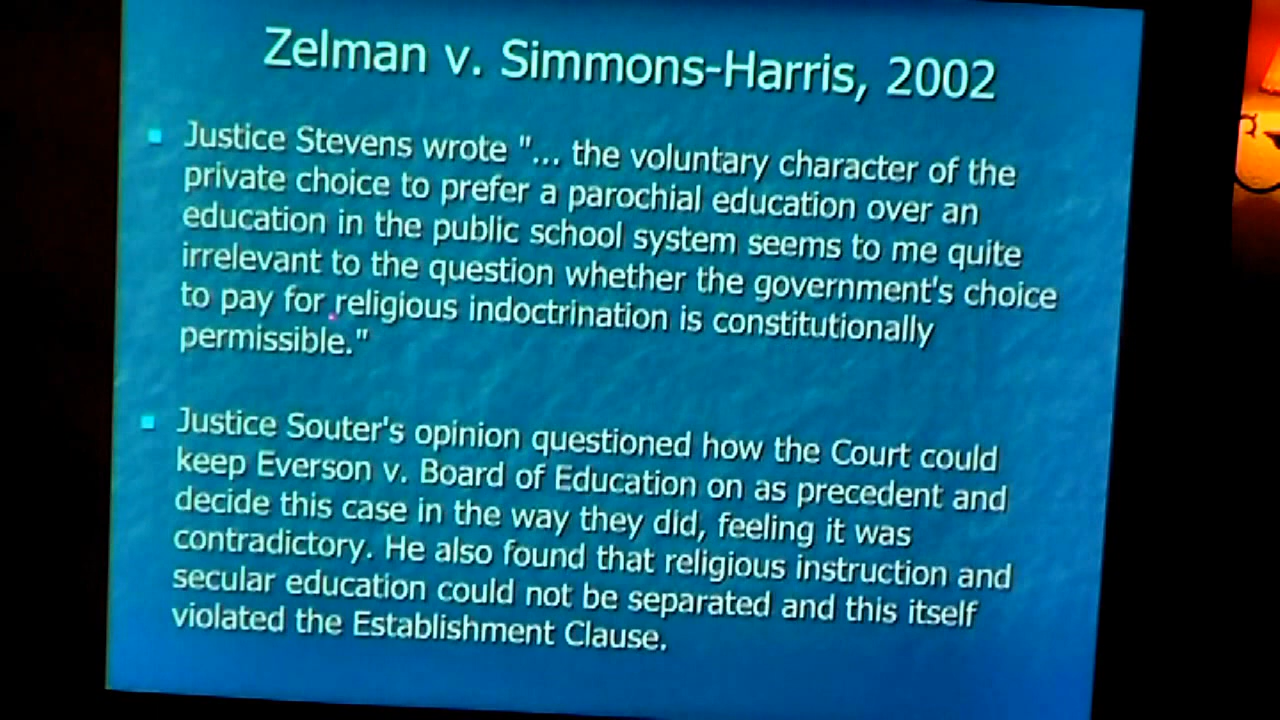 Zelman v. Simmons-Harris, 2002
Justice Stevens wrote "... the voluntary character of the
private choice to prefer a parochial education over an
education in the public school system seems to me quite
irrelevant to the question whether the government's choice
to pay for religious indoctrination is constitutionally
permissible."
Justice Souter's opinion questioned how the Court could
keep Everson v. Board of Education on as precedent and
decide this case in the way they did, feeling it was
contradictory. He also found that religious instruction and
secular education could not be separated and this itself
violated the Establishment Clause.